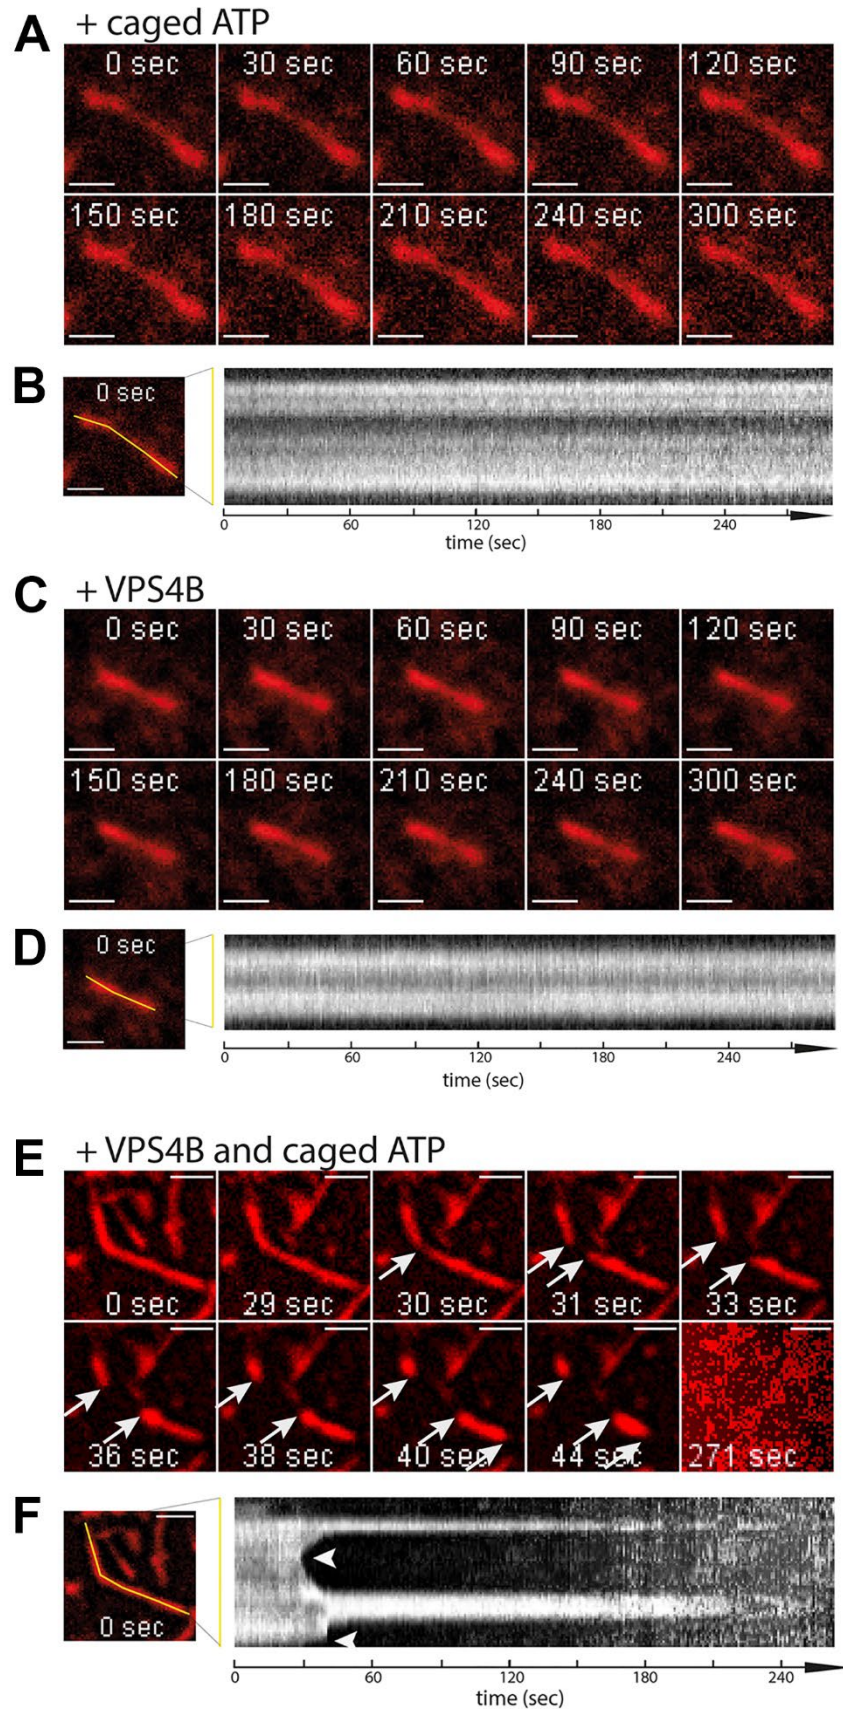 A + caged ATP
0 sec 30 sec 60 sec 90 sec 120 sec
150 sec 180 sec 210 sec 240 sec 300 sec
B 0 sec
0 60 120 180 240
time (sec)
C + VPS4B
0 sec 30 sec 60 sec 90 sec 120 sec
150 sec 180 sec 210 sec 240 sec 300 sec
D 0 sec
0 60 120 180 240
time (sec)
E + VPS4B and caged ATP
0 sec 29 sec 30 sec 31 sec 33 sec
36 sec 38 sec 40 sec 44 sec 271 sec
F
0 sec
0 60 120 180 240
time (sec)